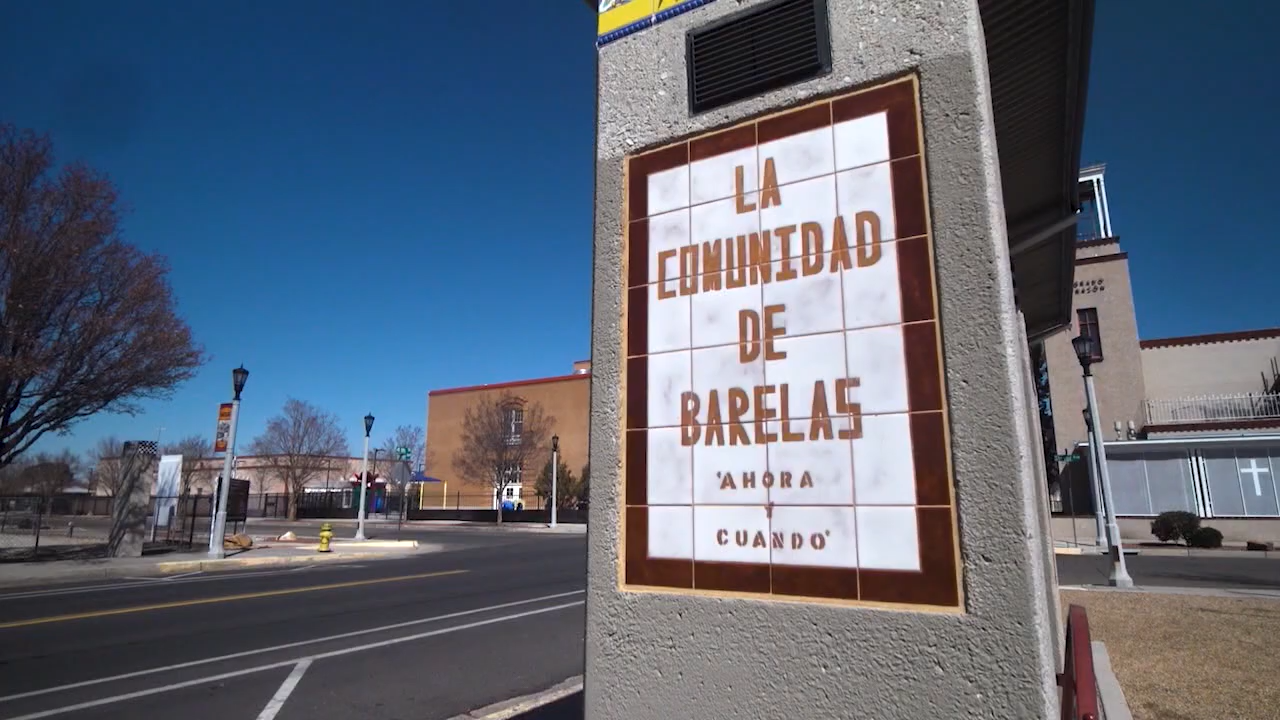 LA
COMUNIDAD
DE
BARELAS
'AHORA
Y
CUANDO'